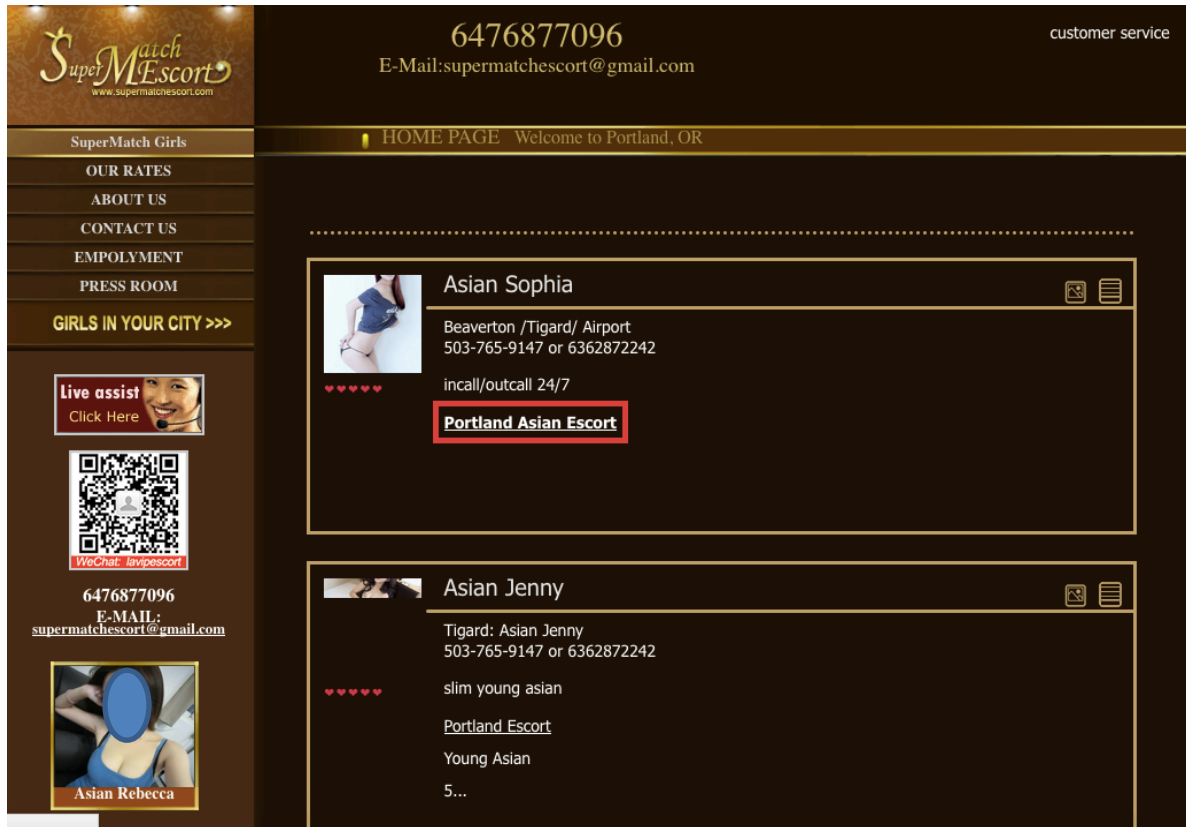 Super Match Escort
www.supermatchescort.com
6476877096
E-Mail:supermatchescort@gmail.com
customer service
SuperMatch Girls
OUR RATES
ABOUT US
CONTACT US
EMPOLYMENT
PRESS ROOM
GIRLS IN YOUR CITY >>>
Live assist
Click Here
WeChat: lavipescort
6476877096
E-MAIL:
supermatchescort@gmail.com
Asian Rebecca
HOME PAGE Welcome to Portland, OR
Asian Sophia
Beaverton /Tigard/ Airport
503-765-9147 or 6362872242
incall/outcall 24/7
Portland Asian Escort
Asian Jenny
Tigard: Asian Jenny
503-765-9147 or 6362872242
slim young asian
Portland Escort
Young Asian
5...